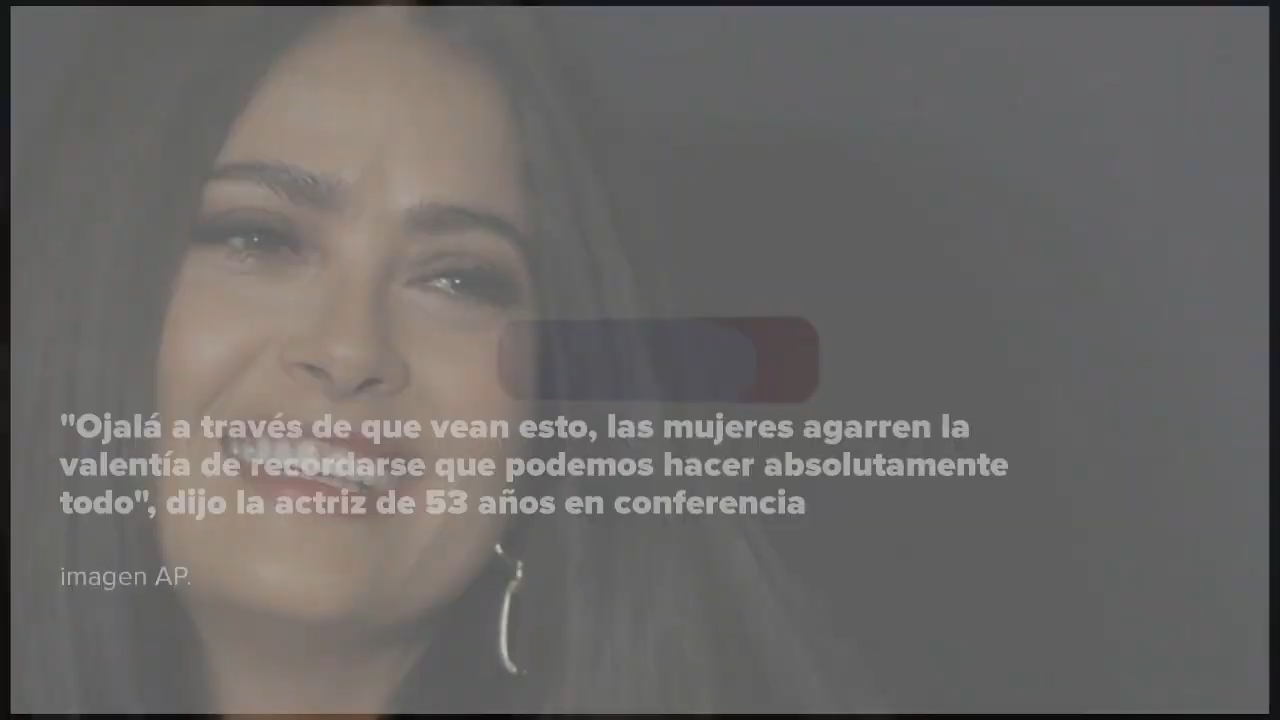 "Ojalá a través de que vean esto, las mujeres agarren la
valentía de recordarse que podemos hacer absolutamente
todo", dijo la actriz de 53 años en conferencia
imagen AP.